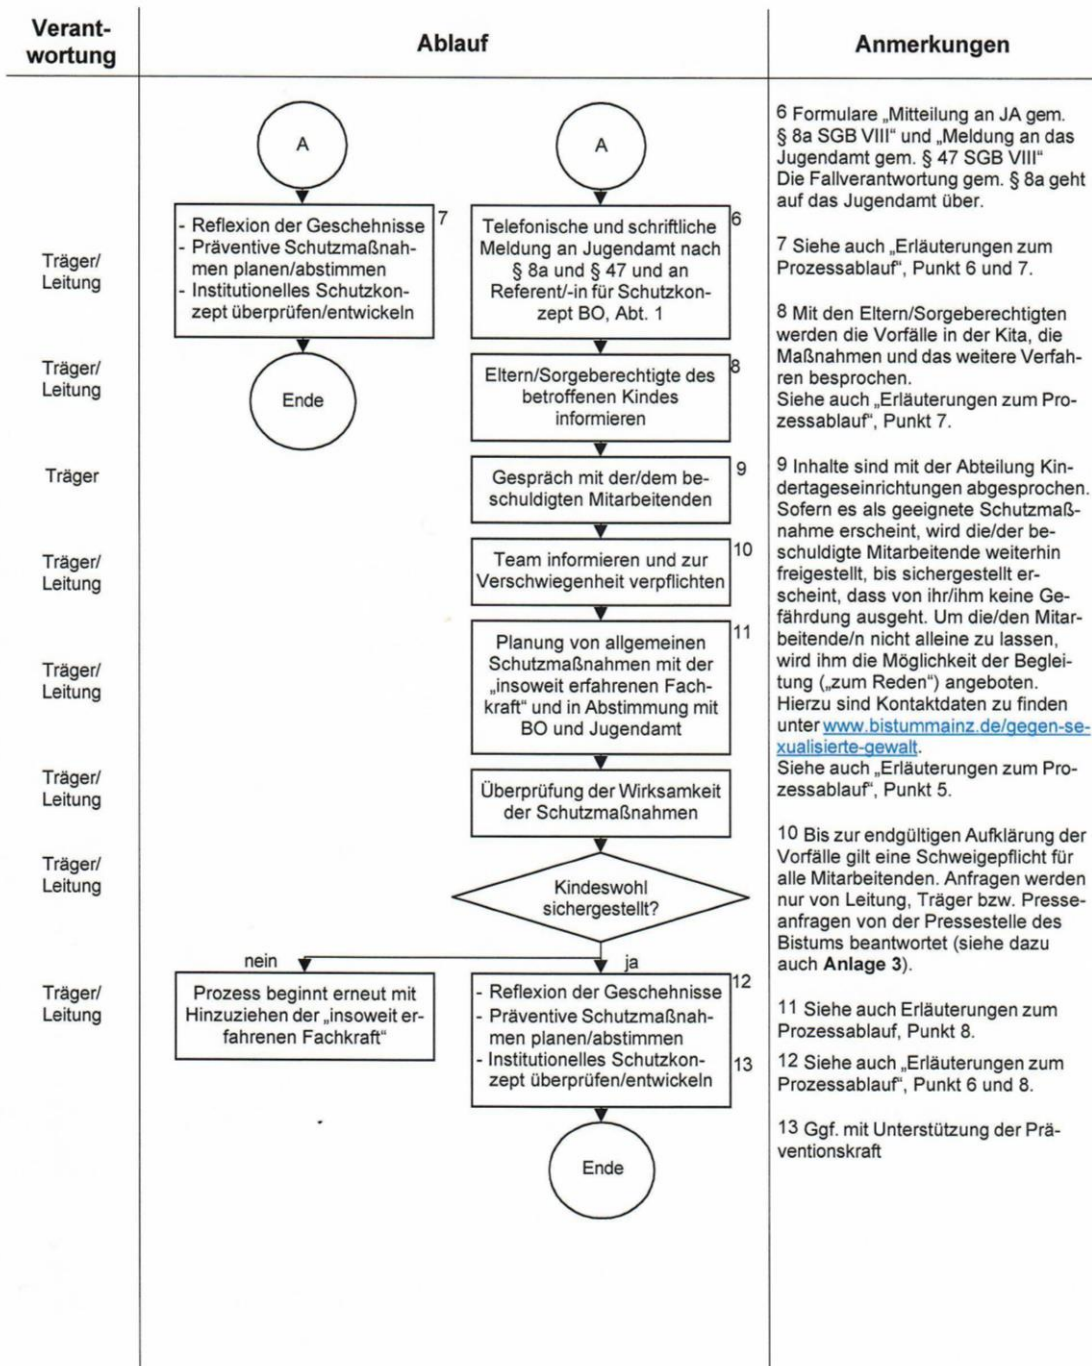 Verant-
wortung
Ablauf
Anmerkungen
A
A
Träger/
Leitung
- Reflexion der Geschehnisse
- Präventive Schutzmaßnah-
men planen/abstimmen
- Institutionelles Schutzkon-
zept überprüfen/entwickeln
7
Telefonische und schriftliche
Meldung an Jugendamt nach
§ 8a und § 47 und an
Referent/-in für Schutzkon-
zept BO, Abt. 1
6
Träger/
Leitung
Ende
Eltern/Sorgeberechtigte des
betroffenen Kindes
informieren
8
Träger
Gespräch mit der/dem be-
schuldigten Mitarbeitenden
9
Träger/
Leitung
Team informieren und zur
Verschwiegenheit verpflichten
10
Träger/
Leitung
Planung von allgemeinen
Schutzmaßnahmen mit der
„insoweit erfahrenen Fach-
kraft“ und in Abstimmung mit
BO und Jugendamt
11
Träger/
Leitung
Überprüfung der Wirksamkeit
der Schutzmaßnahmen
Träger/
Leitung
Kindeswohl
sichergestellt?
nein
ja
Träger/
Leitung
Prozess beginnt erneut mit
Hinzuziehen der „insoweit er-
fahrenen Fachkraft“
- Reflexion der Geschehnisse
- Präventive Schutzmaßnah-
men planen/abstimmen
- Institutionelles Schutzkon-
zept überprüfen/entwickeln
12
13
Ende
6 Formulare „Mitteilung an JA gem.
§ 8a SGB VIII“ und „Meldung an das
Jugendamt gem. § 47 SGB VIII“
Die Fallverantwortung gem. § 8a geht
auf das Jugendamt über.
7 Siehe auch „Erläuterungen zum
Prozessablauf“, Punkt 6 und 7.
8 Mit den Eltern/Sorgeberechtigten
werden die Vorfälle in der Kita, die
Maßnahmen und das weitere Verfah-
ren besprochen.
Siehe auch „Erläuterungen zum Pro-
zessablauf“, Punkt 7.
9 Inhalte sind mit der Abteilung Kin-
dertageseinrichtungen abgesprochen.
Sofern es als geeignete Schutzmaß-
nahme erscheint, wird die/der be-
schuldigte Mitarbeitende weiterhin
freigestellt, bis sichergestellt er-
scheint, dass von ihr/ihm keine Ge-
fährdung ausgeht. Um die/den Mitar-
beitende/n nicht alleine zu lassen,
wird ihm die Möglichkeit der Beglei-
tung („zum Reden“) angeboten.
Hierzu sind Kontaktdaten zu finden
unter www.bistummainz.de/gegen-se-
xualisierte-gewalt.
Siehe auch „Erläuterungen zum Pro-
zessablauf“, Punkt 5.
10 Bis zur endgültigen Aufklärung der
Vorfälle gilt eine Schweigepflicht für
alle Mitarbeitenden. Anfragen werden
nur von Leitung, Träger bzw. Presse-
anfragen von der Pressestelle des
Bistums beantwortet (siehe dazu
auch Anlage 3).
11 Siehe auch Erläuterungen zum
Prozessablauf, Punkt 8.
12 Siehe auch „Erläuterungen zum
Prozessablauf“, Punkt 6 und 8.
13 Ggf. mit Unterstützung der Prä-
ventionskraft